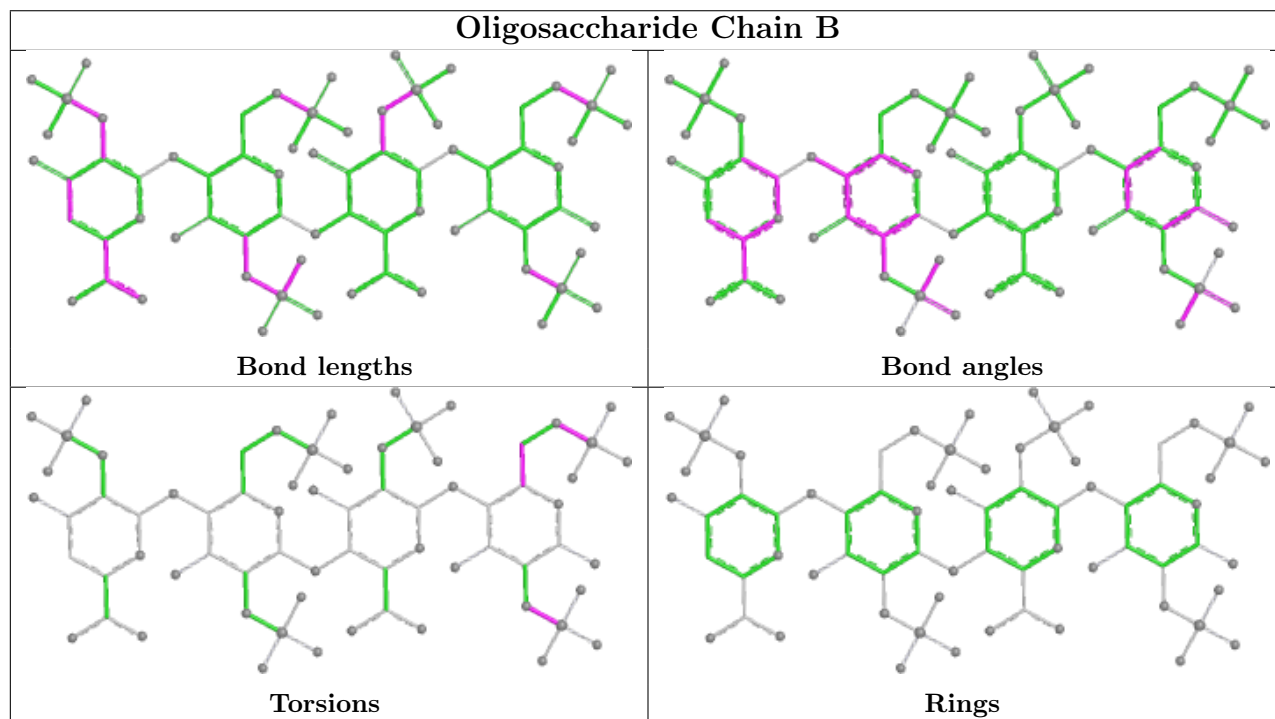 Oligosaccharide Chain B
Bond lengths
Bond angles
Torsions
Rings